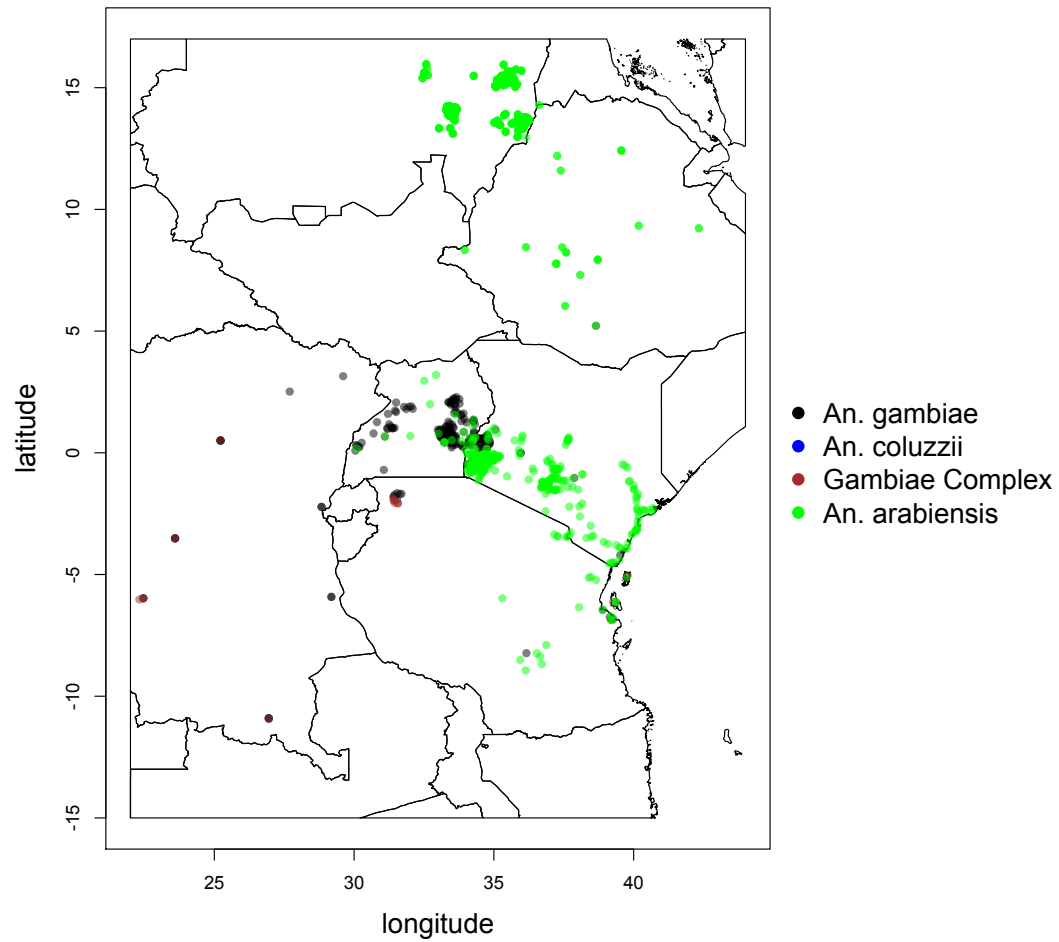 15
10
5
0
-5
-10
-15
latitude
25
30
35
40
longitude
An. gambiae
An. coluzzii
Gambiae Complex
An. arabiensis